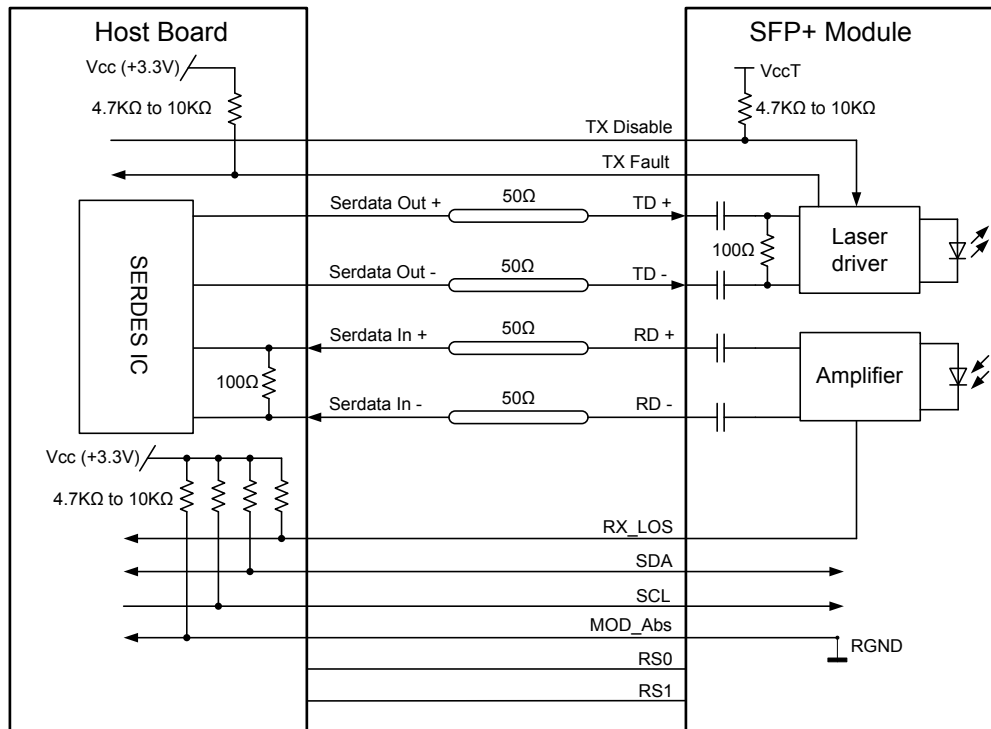 Host Board
SFP+ Module
Vcc (+3.3V)
4.7KΩ to 10KΩ
VccT
4.7KΩ to 10KΩ
TX Disable
TX Fault
SERDES IC
Serdata Out +
50Ω
TD +
Serdata Out -
50Ω
TD -
100Ω
Laser
driver
Serdata In +
50Ω
RD +
100Ω
Serdata In -
50Ω
RD -
Amplifier
Vcc (+3.3V)
4.7KΩ to 10KΩ
RX_LOS
SDA
SCL
MOD_Abs
RGND
RS0
RS1